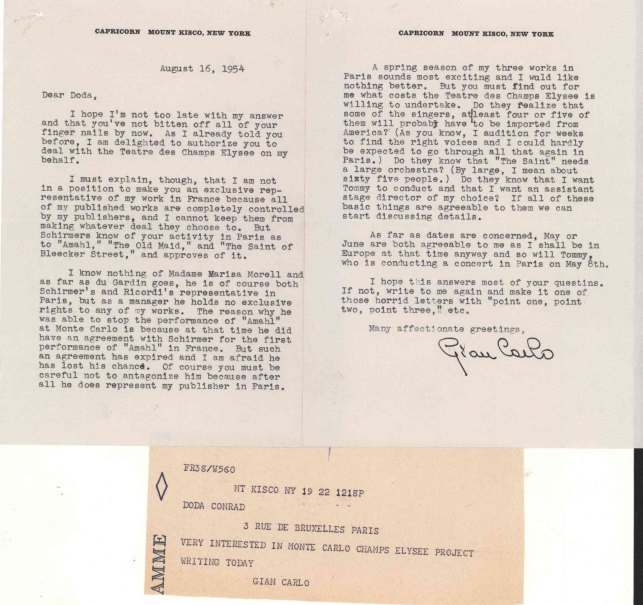 CAPRICORN MOUNT KISCO, NEW YORK
August 16, 1954
Dear Doda,
I hope I'm not too late with my answer
and that you've not bitten off all of your
finger nails by now. As I already told you
before, I am delighted to authorize you to
deal with the Teatre des Champs Elysee on my
behalf.
I must explain, though, that I am not
in a position to make you an exclusive rep-
resentative of my work in France because all
of my published works are completely controlled
by my publishers, and I cannot keep them from
making whatever deal they choose to. But
Schirmers know of your activity in Paris as
to "Amahl," "The Old Maid," and "The Saint of
Bleecker Street," and approves of it.
I know nothing of Madame Marisa Morell and
as far as du Gardin goes, he is of course both
Schirmer's and Ricordi's representative in
Paris, but as a manager he holds no exclusive
rights to any of my works. The reason why he
was able to stop the performance of "Amahl"
at Monte Carlo is because at that time he did
have an agreement with Schirmer for the first
performance of "Amahl" in France. But such
an agreement has expired and I am afraid he
has lost his chance. Of course you must be
careful not to antagonize him because after
all he does represent my publisher in Paris.
CAPRICORN MOUNT KISCO, NEW YORK
A spring season of my three works in
Paris sounds most exciting and I wuld like
nothing better. But you must find out for
me what costs the Teatre des Champs Elysee is
willing to undertake. Do they realize that
some of the singers, at least four or five of
them will probably have to be imported from
America? (As you know, I audition for weeks
to find the right voices and I could hardly
be expected to go through all that again in
Paris.) Do they know that "The Saint" needs
a large orchestra? (By large, I mean about
sixty five people.) Do they know that I want
Tommy to conduct and that I want an assistant
stage director of my choice? If all of these
basic things are agreeable to them we can
start discussing details.
As far as dates are concerned, May or
June are both agreeable to me as I shall be in
Europe at that time anyway and so will Tommy,
who is conducting a concert in Paris on May 8th.
I hope this answers most of your questins.
If not, write to me again and make it one of
those horrid letters with "point one, point
two, point three," etc.
Many affectionate greetings,
Gian Carlo
FR38/W560
MT KISCO NY 19 22 1218P
DODA CONRAD
3 RUE DE BRUXELLES PARIS
VERY INTERESTED IN MONTE CARLO CHAMPS ELYSEE PROJECT
WRITING TODAY
GIAN CARLO
AMME